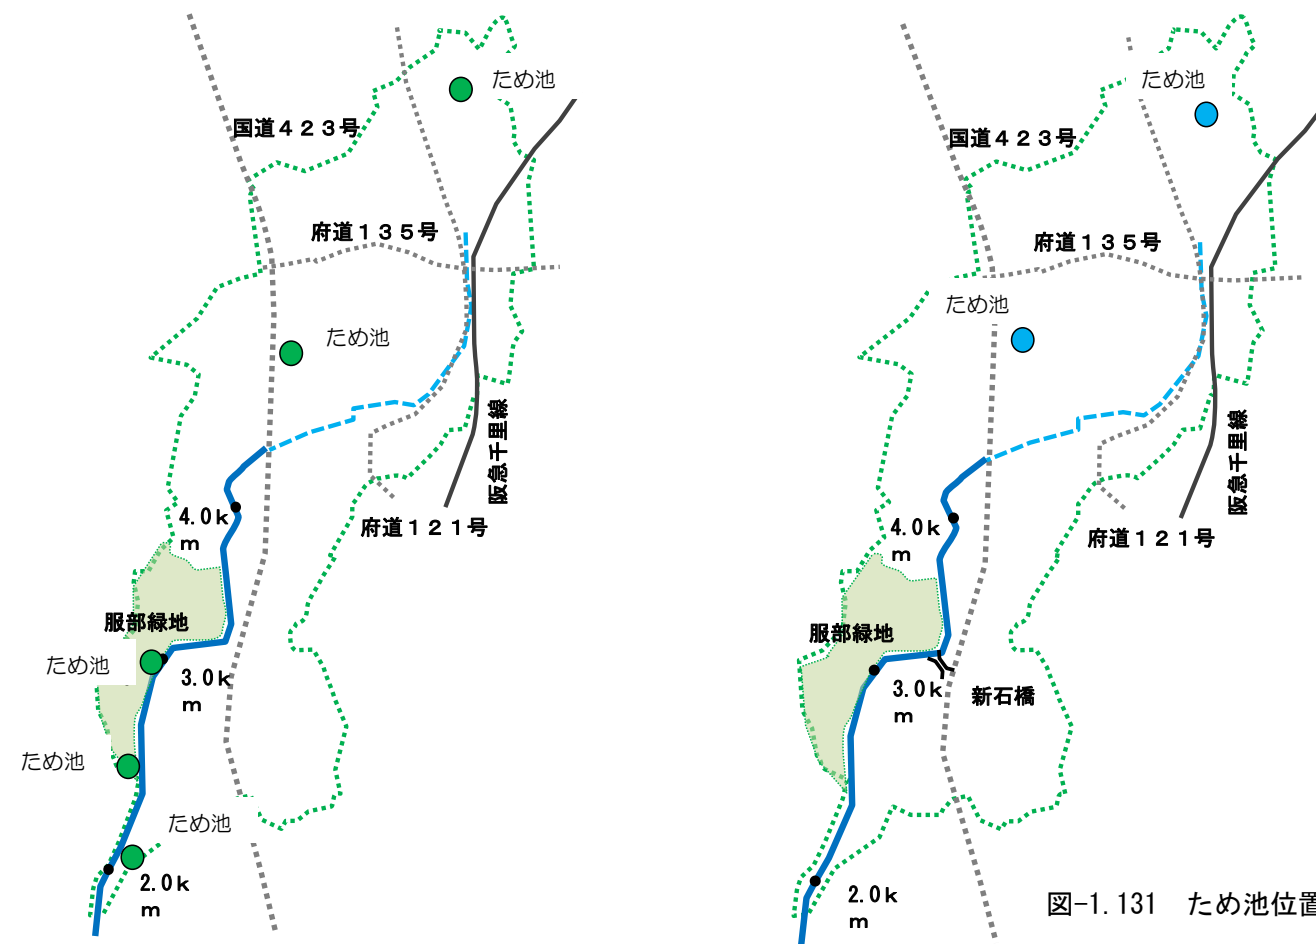 ため池
国道４２３号
府道１３５号
ため池
阪急千里線
4.0k
m
府道１２１号
服部緑地
ため池
3.0k
m
ため池
ため池
2.0k
m
ため池
国道４２３号
府道１３５号
ため池
阪急千里線
4.0k
m
府道１２１号
服部緑地
3.0k
m
新石橋
2.0k
m
図-1.131　ため池位置